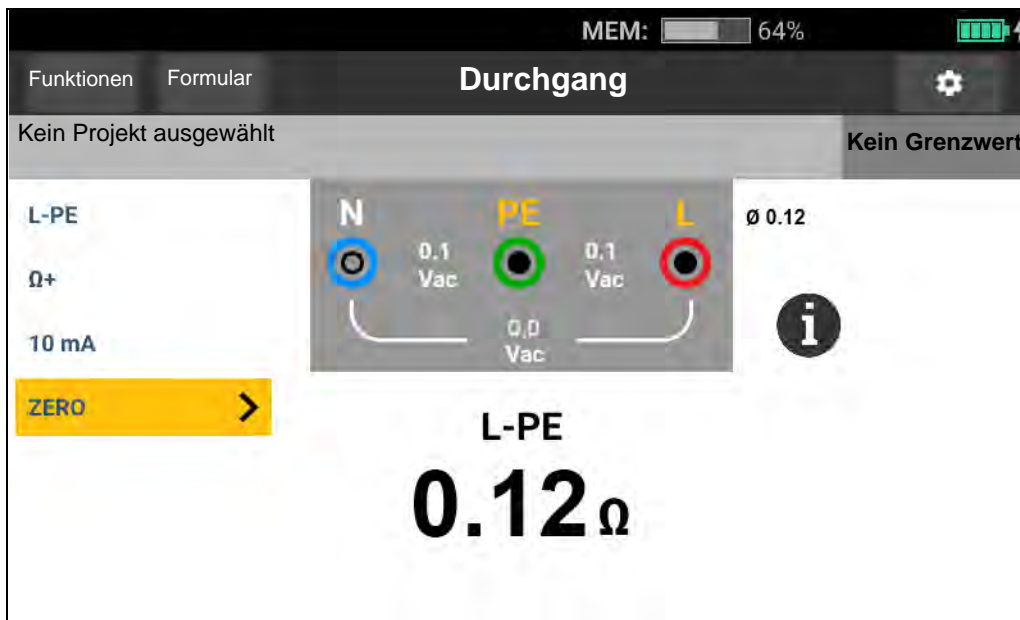 MEM: 64%
Funktionen Formular Durchgang
Kein Projekt ausgewählt Kein Grenzwert
L-PE N PE L Ø 0.12
0.1 Vac 0.1 Vac
Ω+
0,0 Vac
10 mA
ZERO
L-PE
0.12 Ω